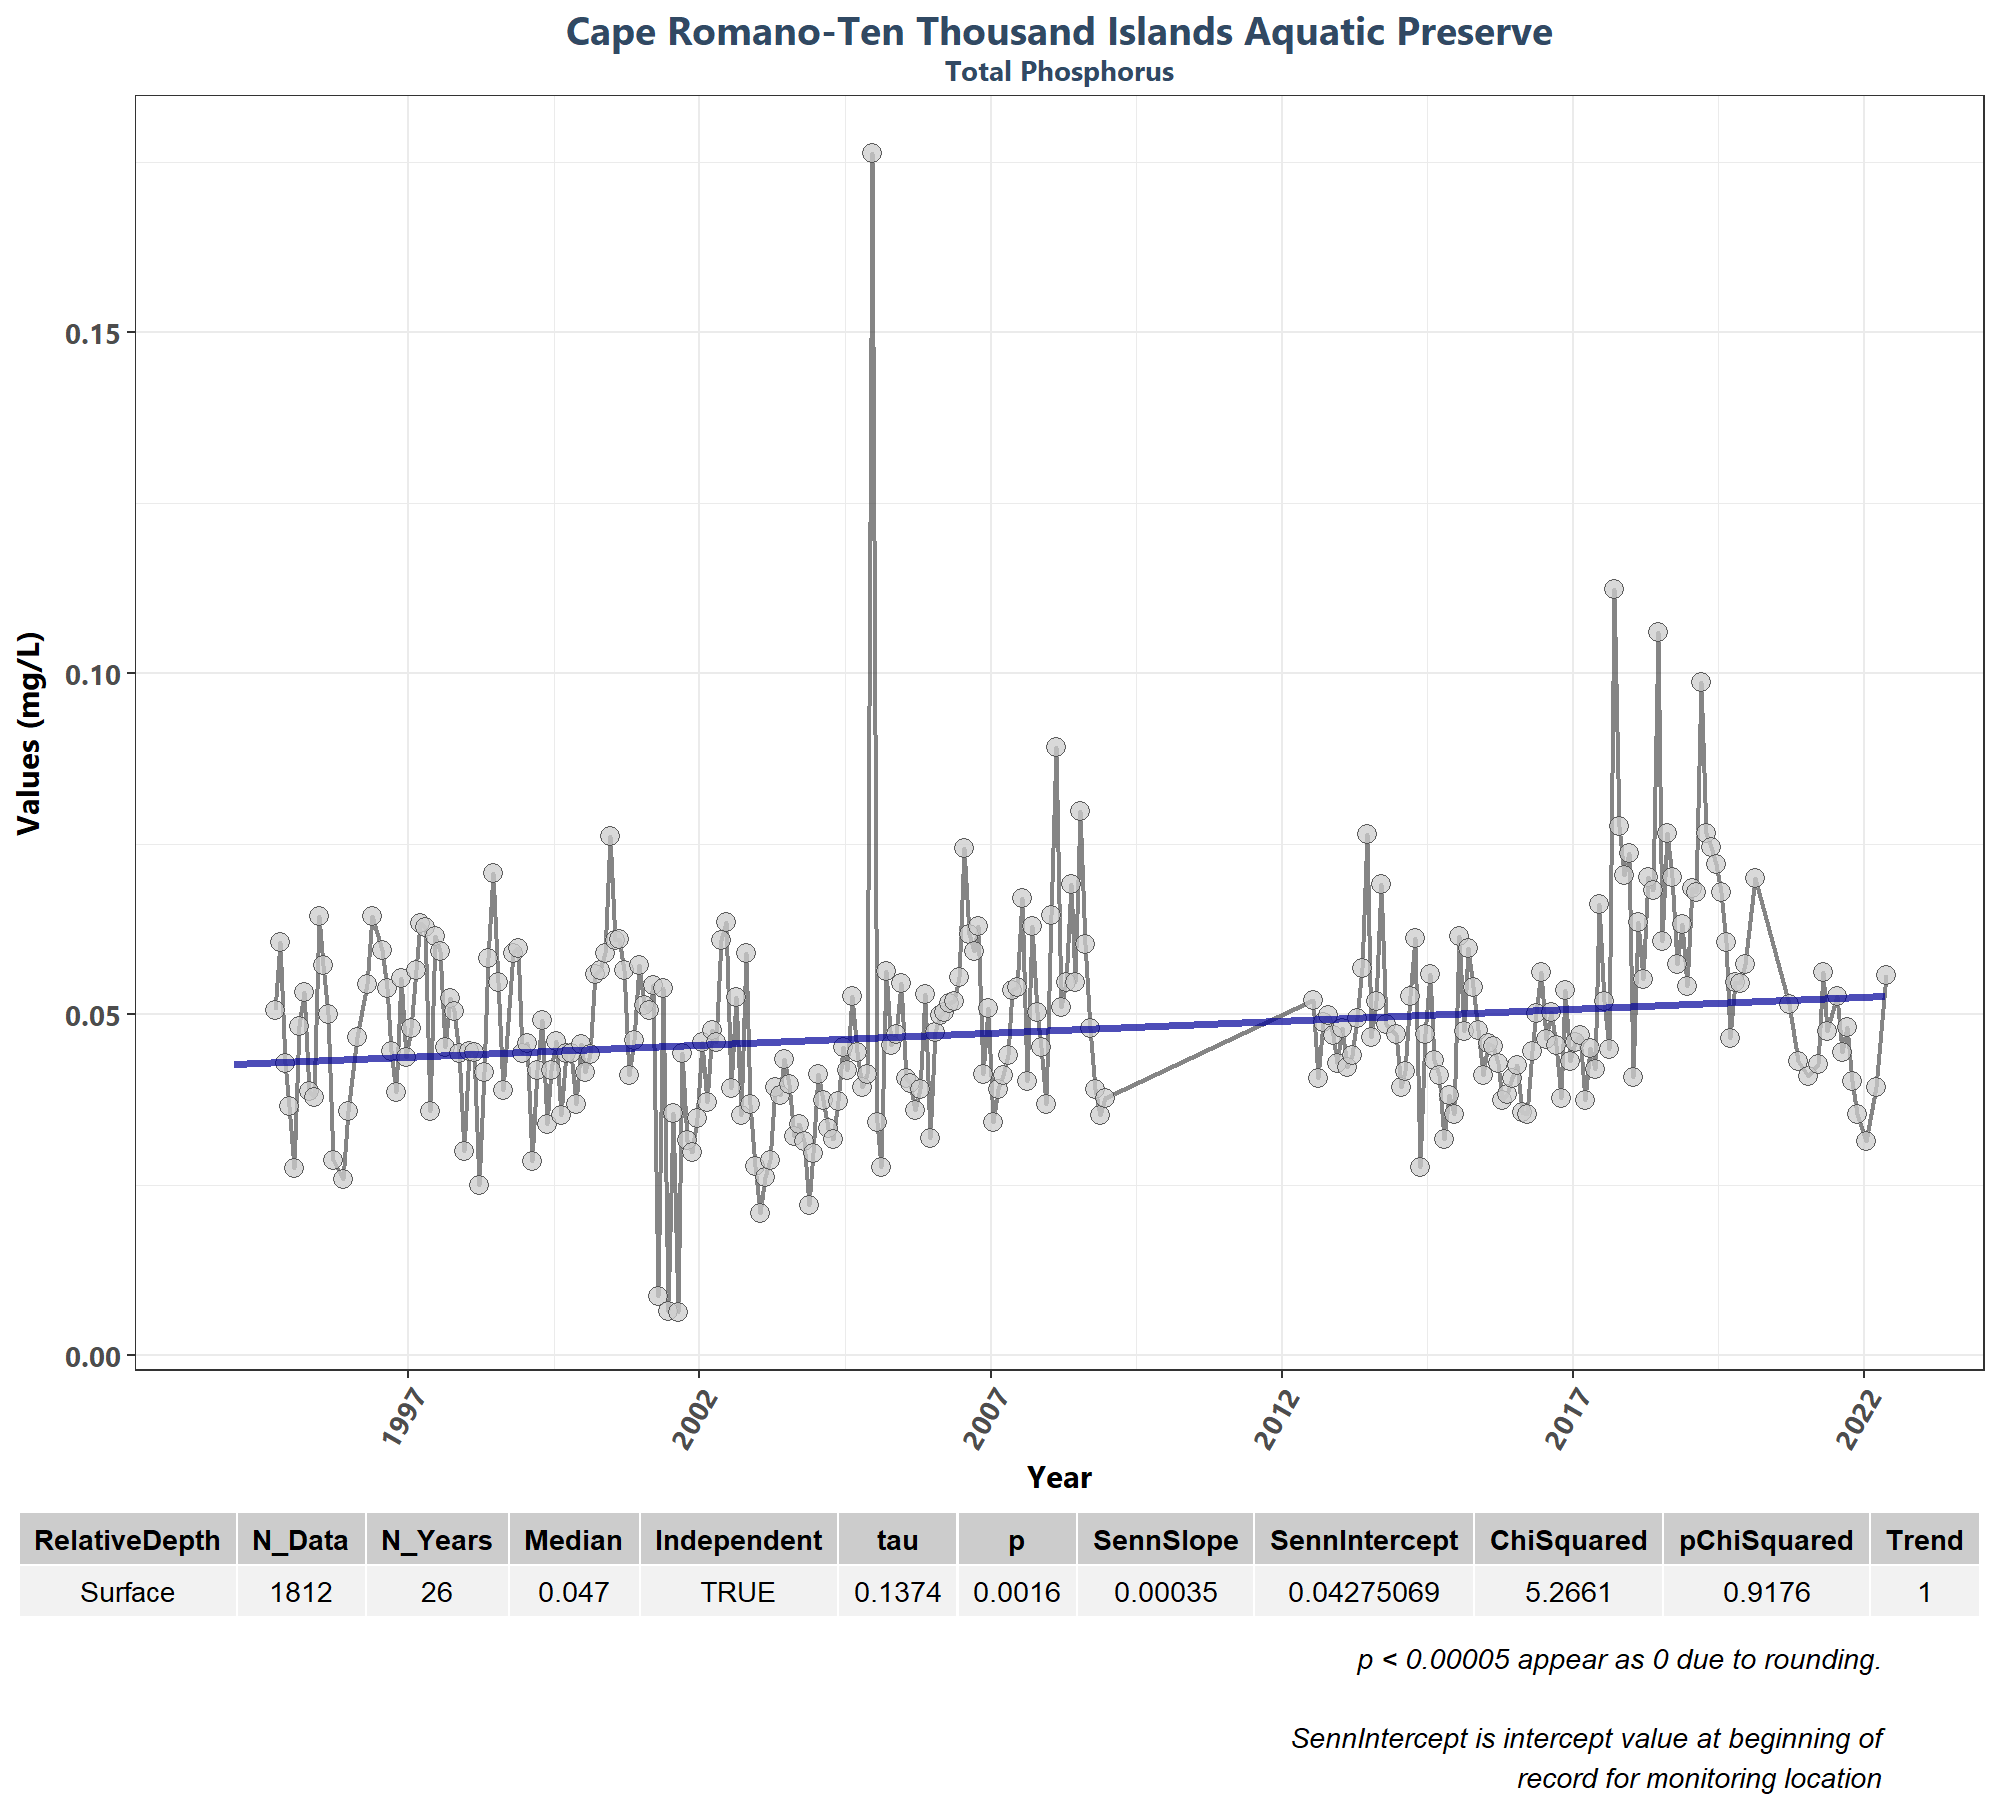 Cape Romano-Ten Thousand Islands Aquatic Preserve
Total Phosphorus
Values (mg/L)
0.15
0.10
0.05
0.00
1997 2002 2007 2012 2017 2022
Year
RelativeDepth N_Data N_Years Median Independent tau p SennSlope SennIntercept ChiSquared pChiSquared Trend
Surface 1812 26 0.047 TRUE 0.1374 0.0016 0.00035 0.04275069 5.2661 0.9176 1
p < 0.00005 appear as 0 due to rounding.
SennIntercept is intercept value at beginning of
record for monitoring location